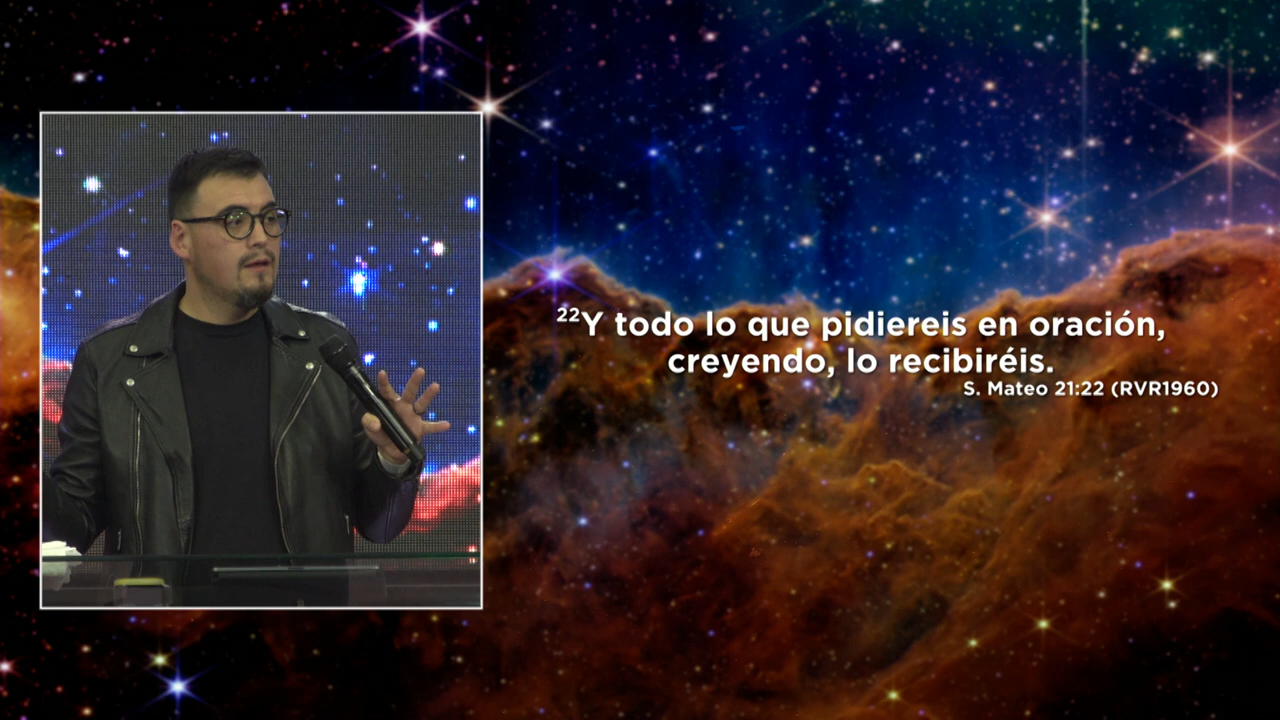 ²²Y todo lo que pidiereis en oración,
creyendo, lo recibiréis.
S. Mateo 21:22 (RVR1960)